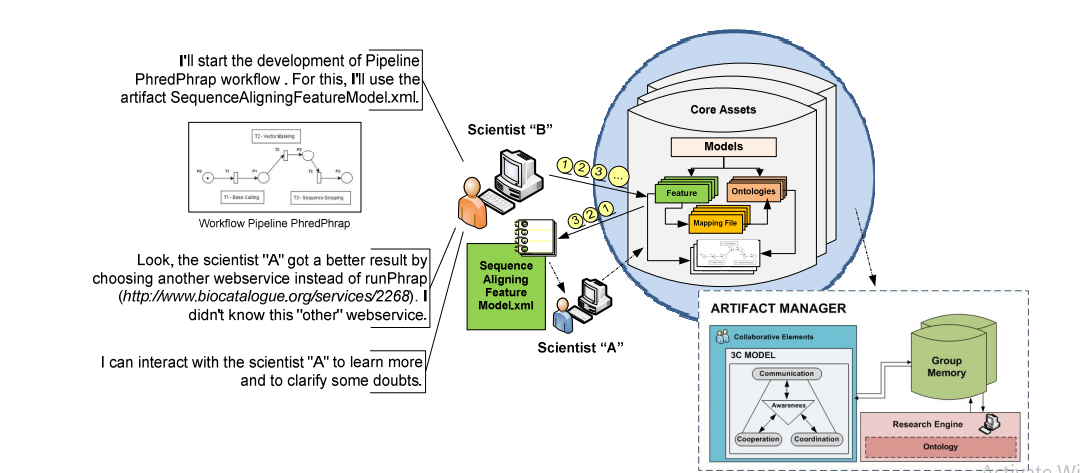 I'll start the development of Pipeline
PhredPhrap workflow . For this, I'll use the
artifact SequenceAligningFeatureModel.xml.
T2 - Vector Masking
P0
T1
P1
T2
P2
T3
P3
T1 - Base Calling
T3 - Sequence Grouping
Workflow Pipeline PhredPhrap
Look, the scientist "A" got a better result by
choosing another webservice instead of runPhrap
(http://www.biocatalogue.org/services/2268). I
didn't know this "other" webservice.
I can interact with the scientist "A" to learn more
and to clarify some doubts.
Scientist “B”
1 2 3 ...
3 2 1
Sequence
Aligning
Feature
Model.xml
Scientist “A”
Core Assets
Models
Feature
Ontologies
Mapping File
ARTIFACT MANAGER
Collaborative Elements
3C MODEL
Communication
Awareness
Cooperation
Coordination
Group
Memory
Research Engine
Ontology